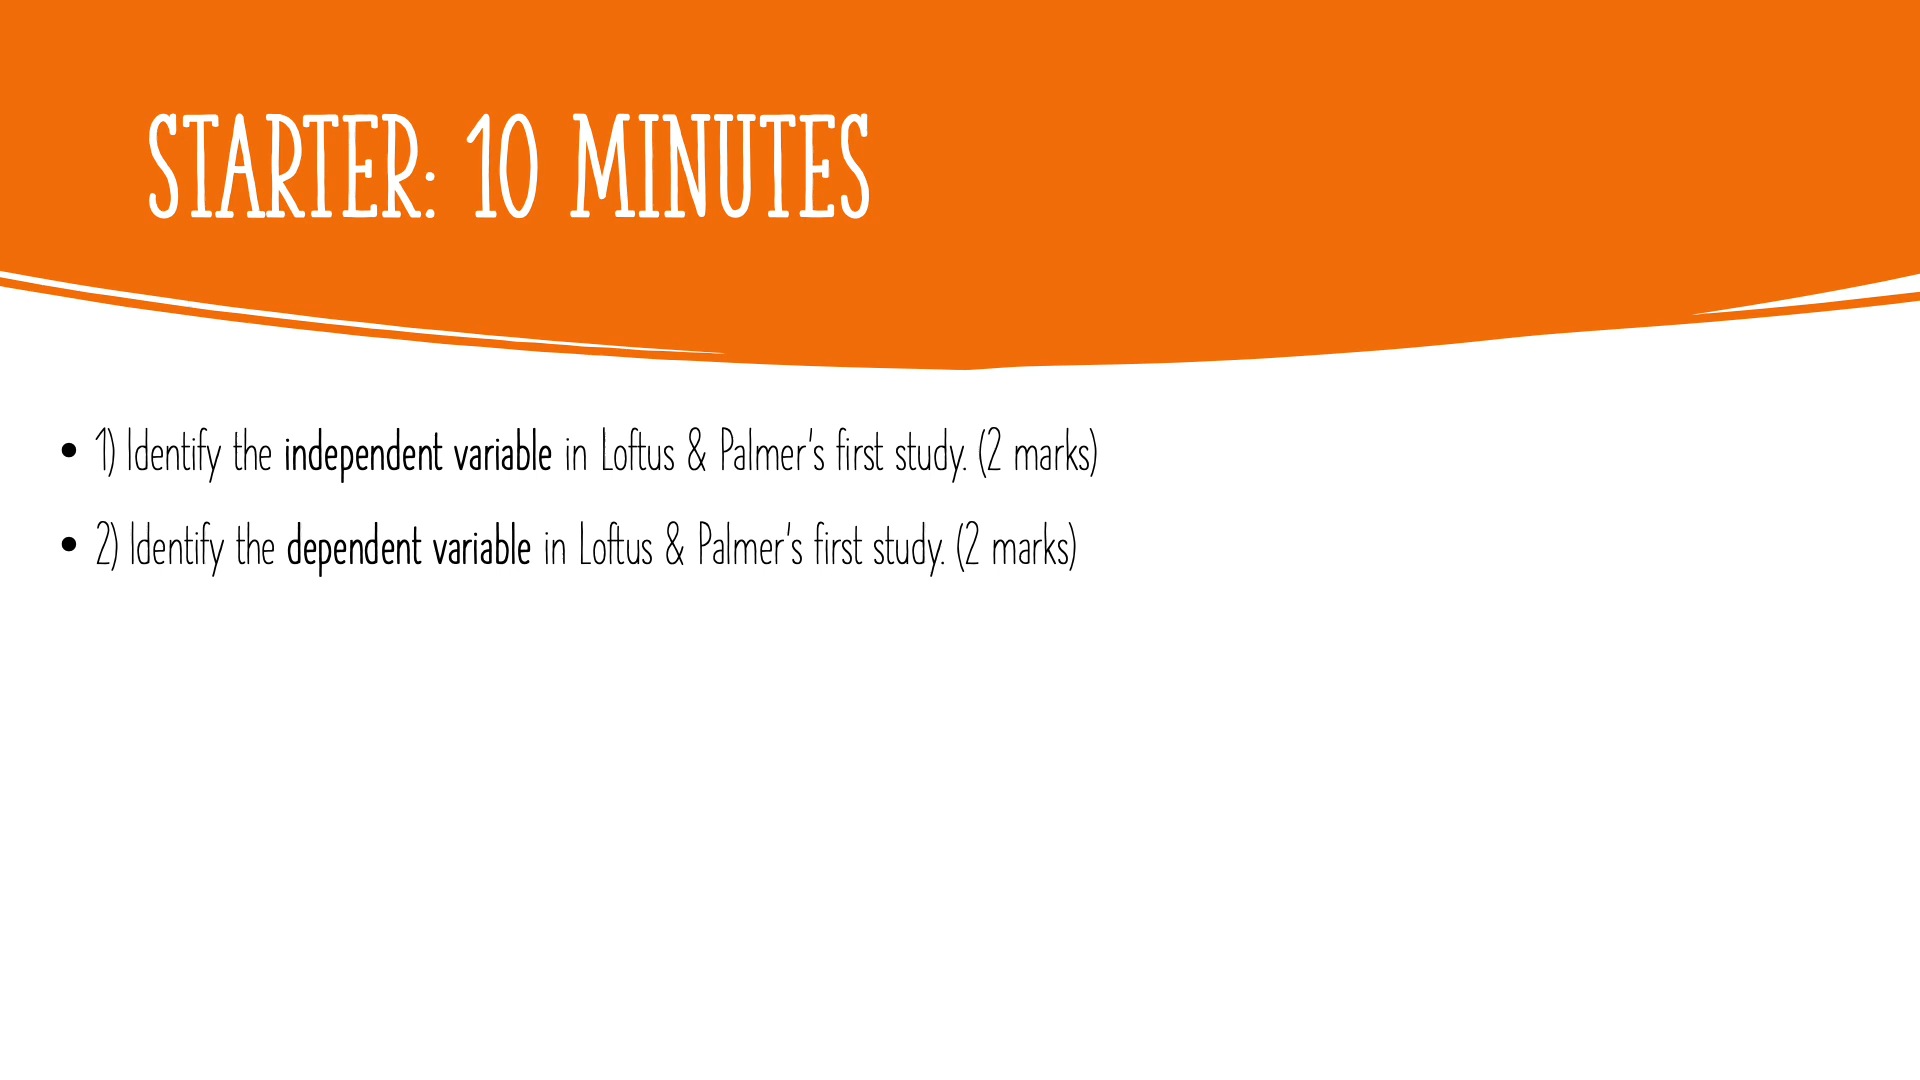 STARTER: 10 MINUTES
• 1) Identify the independent variable in Loftus & Palmer's first study. (2 marks)
• 2) Identify the dependent variable in Loftus & Palmer's first study. (2 marks)